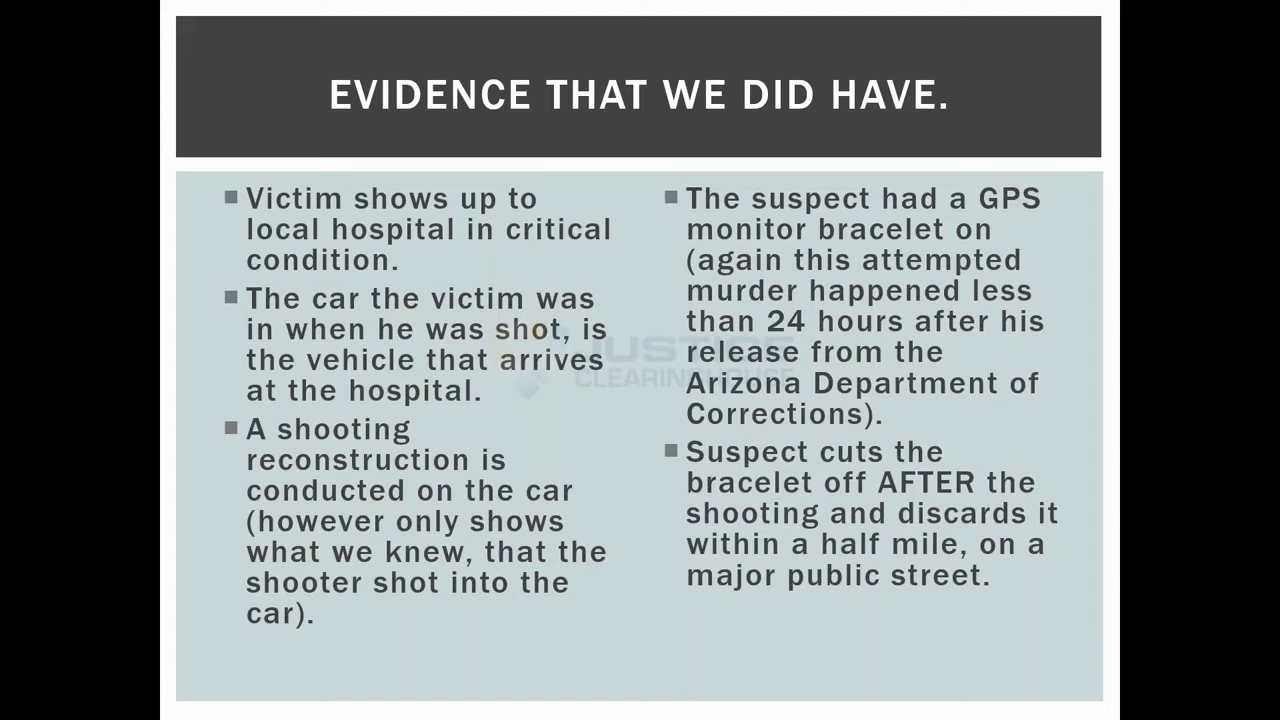 EVIDENCE THAT WE DID HAVE.
Victim shows up to
local hospital in critical
condition.
The car the victim was
in when he was shot, is
the vehicle that arrives
at the hospital.
A shooting
reconstruction is
conducted on the car
(however only shows
what we knew, that the
shooter shot into the
car).
The suspect had a GPS
monitor bracelet on
(again this attempted
murder happened less
than 24 hours after his
release from the
Arizona Department of
Corrections).
Suspect cuts the
bracelet off AFTER the
shooting and discards it
within a half mile, on a
major public street.
JUSTICE
CLEARINGHOUSE